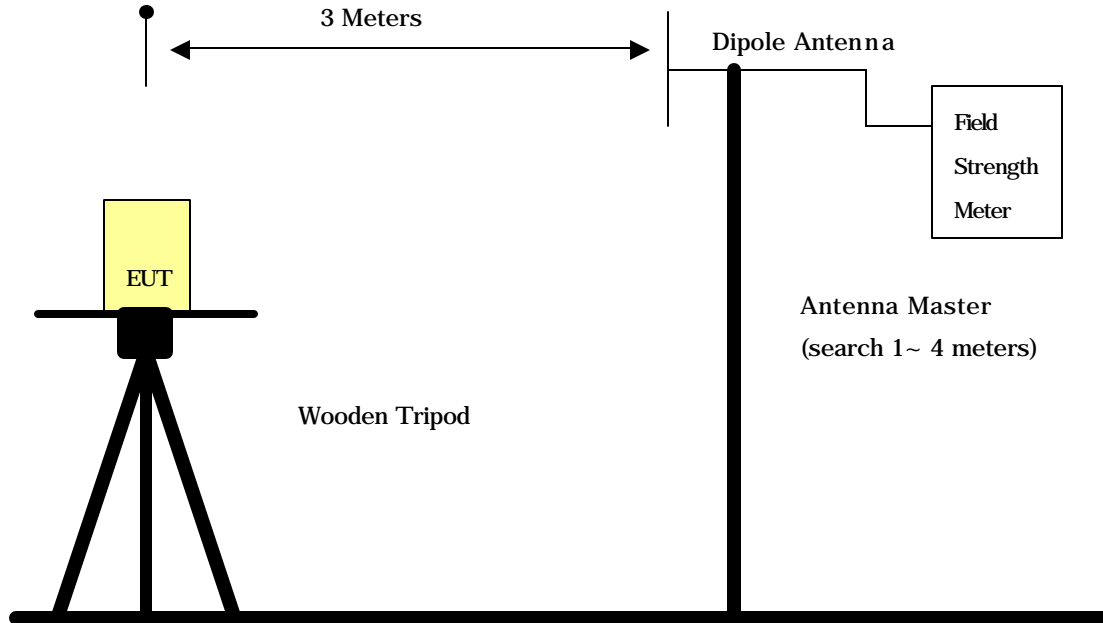 3 Meters
Dipole Antenna
Field
Strength
Meter
EUT
Antenna Master
(search 1~ 4 meters)
Wooden Tripod